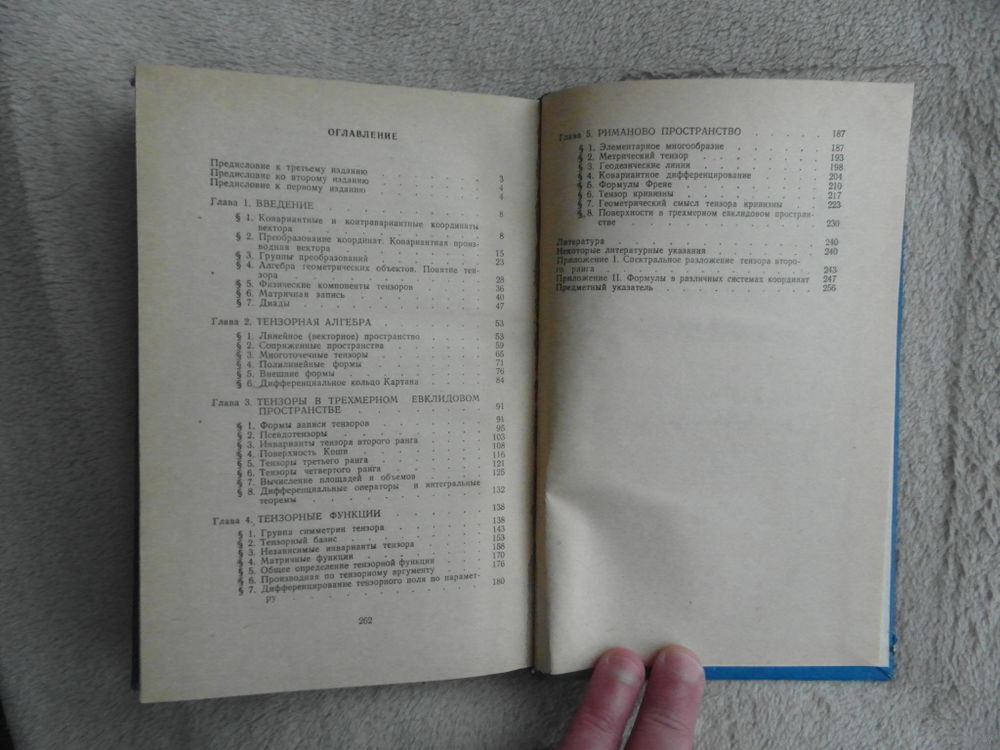 ОГЛАВЛЕНИЕ
Предисловие к третьему изданию 3
Предисловие ко второму изданию 4
Предисловие к первому изданию 4
Глава 1. ВВЕДЕНИЕ 8
§ 1. Ковариантные и контравариантные координаты
вектора 8
§ 2. Преобразование координат. Ковариантная произ-
водная вектора 15
§ 3. Группы преобразований 23
§ 4. Алгебра геометрических объектов. Понятие тен-
зора 28
§ 5. Физические компоненты тензоров 36
§ 6. Матричная запись 40
§ 7. Диады 47
Глава 2. ТЕНЗОРНАЯ АЛГЕБРА 53
§ 1. Линейное (векторное) пространство 53
§ 2. Сопряженные пространства 59
§ 3. Многоточечные тензоры 65
§ 4. Полилинейные формы 71
§ 5. Внешние формы 76
§ 6. Дифференциальное кольцо Картана 84
Глава 3. ТЕНЗОРЫ В ТРЕХМЕРНОМ ЕВКЛИДОВОМ
ПРОСТРАНСТВЕ 91
§ 1. Формы записи тензоров 91
§ 2. Псевдотензоры 95
§ 3. Инварианты тензора второго ранга 103
§ 4. Поверхность Коши 108
§ 5. Тензоры третьего ранга 116
§ 6. Тензоры четвертого ранга 121
§ 7. Вычисление площадей и объемов 125
§ 8. Дифференциальные операторы и интегральные
теоремы 132
Глава 4. ТЕНЗОРНЫЕ ФУНКЦИИ 138
§ 1. Группа симметрии тензора 138
§ 2. Тензорный базис 143
§ 3. Независимые инварианты тензора 153
§ 4. Матричные функции 158
§ 5. Общее определение тензорной функции 170
§ 6. Производная по тензорному аргументу 176
§ 7. Дифференцирование тензорного поля по парамет-
ру 180
262
Глава 5. РИМАНОВО ПРОСТРАНСТВО 187
§ 1. Элементарное многообразие 187
§ 2. Метрический тензор 193
§ 3. Геодезические линии 198
§ 4. Ковариантное дифференцирование 204
§ 5. Формулы Френе 210
§ 6. Тензор кривизны 217
§ 7. Геометрический смысл тензора кривизны 223
§ 8. Поверхности в трехмерном евклидовом простран-
стве 230
Литература 240
Некоторые литературные указания 240
Приложение I. Спектральное разложение тензора второ-
го ранга 243
Приложение II. Формулы в различных системах координат 247
Предметный указатель 256